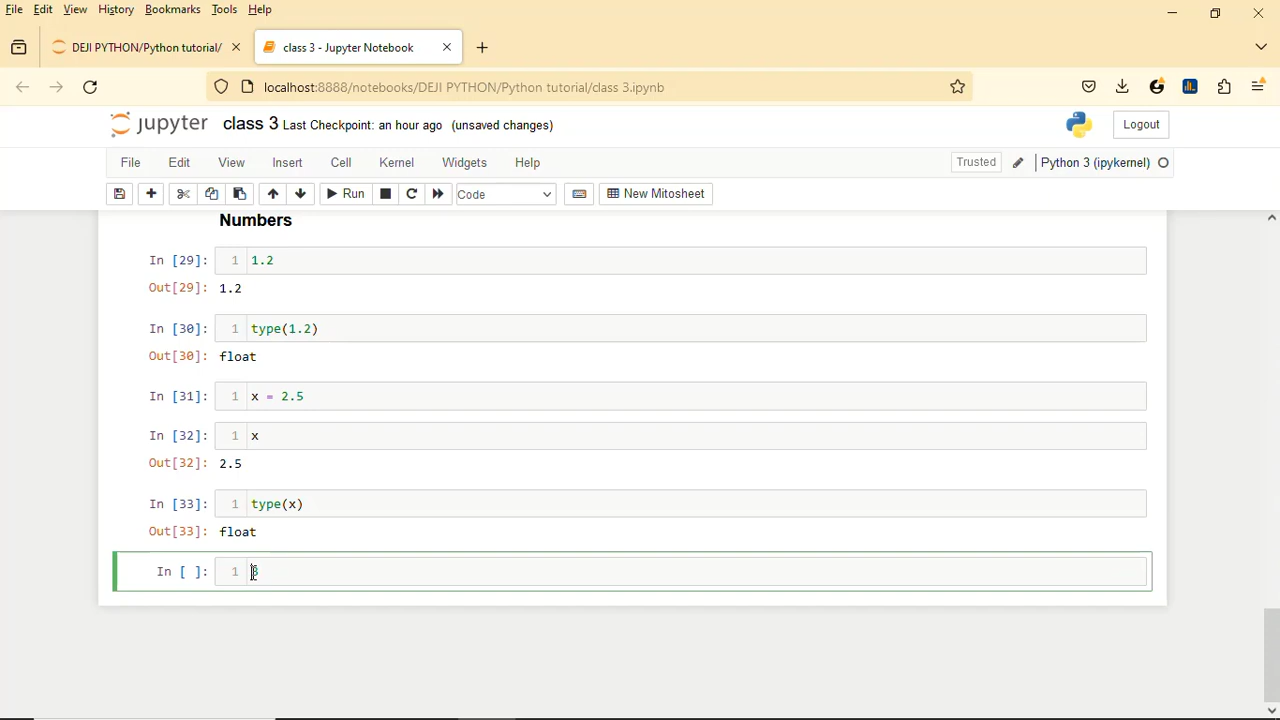 File Edit View History Bookmarks Tools Help
DEJI PYTHON/Python tutorial/ class 3 - Jupyter Notebook
localhost:8888/notebooks/DEJI PYTHON/Python tutorial/class 3.ipynb
jupyter class 3 Last Checkpoint: an hour ago (unsaved changes) Logout
File Edit View Insert Cell Kernel Widgets Help Trusted Python 3 (ipykernel)
Run Code New Mitosheet
Numbers
In [29]: 1 1.2
Out[29]: 1.2
In [30]: 1 type(1.2)
Out[30]: float
In [31]: 1 x = 2.5
In [32]: 1 x
Out[32]: 2.5
In [33]: 1 type(x)
Out[33]: float
In [ ]: 1